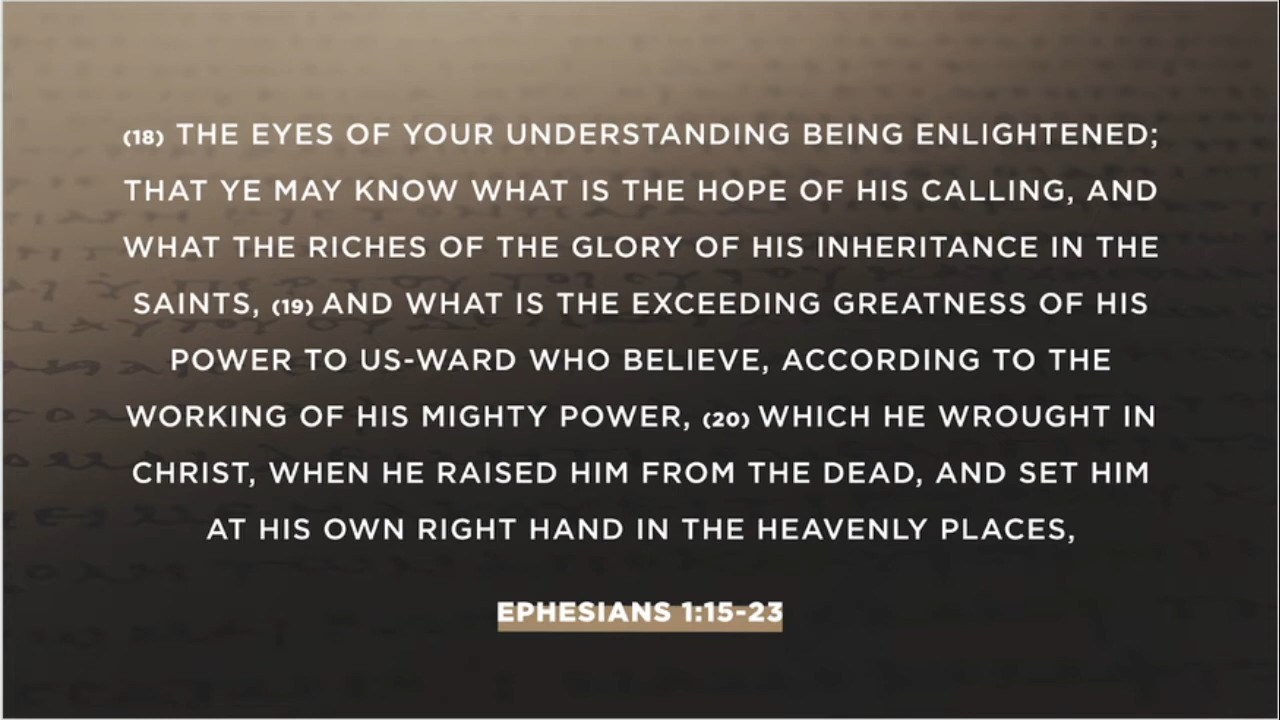 (18) THE EYES OF YOUR UNDERSTANDING BEING ENLIGHTENED;
THAT YE MAY KNOW WHAT IS THE HOPE OF HIS CALLING, AND
WHAT THE RICHES OF THE GLORY OF HIS INHERITANCE IN THE
SAINTS, (19) AND WHAT IS THE EXCEEDING GREATNESS OF HIS
POWER TO US-WARD WHO BELIEVE, ACCORDING TO THE
WORKING OF HIS MIGHTY POWER, (20) WHICH HE WROUGHT IN
CHRIST, WHEN HE RAISED HIM FROM THE DEAD, AND SET HIM
AT HIS OWN RIGHT HAND IN THE HEAVENLY PLACES,
EPHESIANS 1:15-23